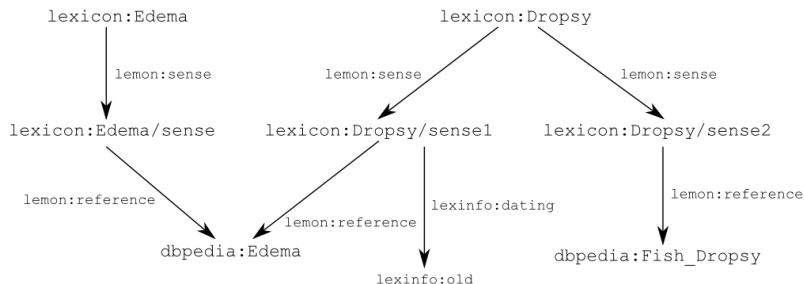 lexicon:Edema
lexicon:Dropsy
lemon:sense
lemon:sense
lemon:sense
lexicon:Edema/sense
lexicon:Dropsy/sense1
lexicon:Dropsy/sense2
lemon:reference
lemon:reference
lexinfo:dating
lemon:reference
dbpedia:Edema
lexinfo:old
dbpedia:Fish_Dropsy